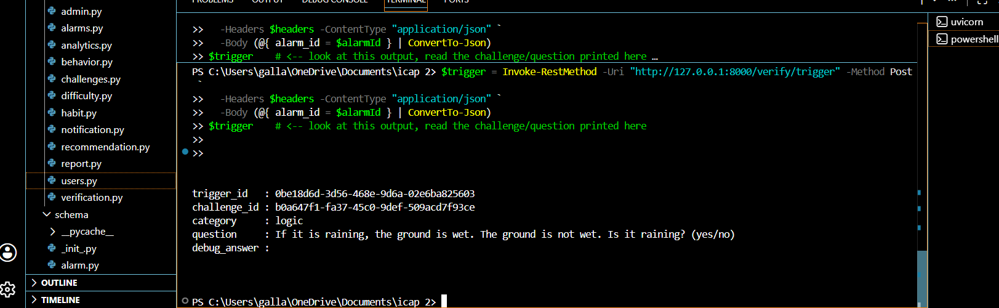 PROBLEMS OUTPUT DEBUG CONSOLE TERMINAL PORTS
admin.py
alarms.py
analytics.py
behavior.py
challenges.py
difficulty.py
habit.py
notification.py
recommendation.py
report.py
users.py
verification.py
schema
__pycache__
_init_.py
alarm.py
OUTLINE
TIMELINE
>>   -Headers $headers -ContentType "application/json" `
>>   -Body (@{ alarm_id = $alarmId } | ConvertTo-Json)
>> $trigger    # <-- look at this output, read the challenge/question printed here …
PS C:\Users\galla\OneDrive\Documents\icap 2> $trigger = Invoke-RestMethod -Uri "http://127.0.0.1:8000/verify/trigger" -Method Post
`
>>   -Headers $headers -ContentType "application/json" `
>>   -Body (@{ alarm_id = $alarmId } | ConvertTo-Json)
>> $trigger    # <-- look at this output, read the challenge/question printed here
>>
>>
trigger_id   : 0be18d6d-3d56-468e-9d6a-02e6ba825603
challenge_id : b0a647f1-fa37-45c0-9def-509acd7f93ce
category     : logic
question     : If it is raining, the ground is wet. The ground is not wet. Is it raining? (yes/no)
debug_answer :
PS C:\Users\galla\OneDrive\Documents\icap 2>
uvicorn
powershell